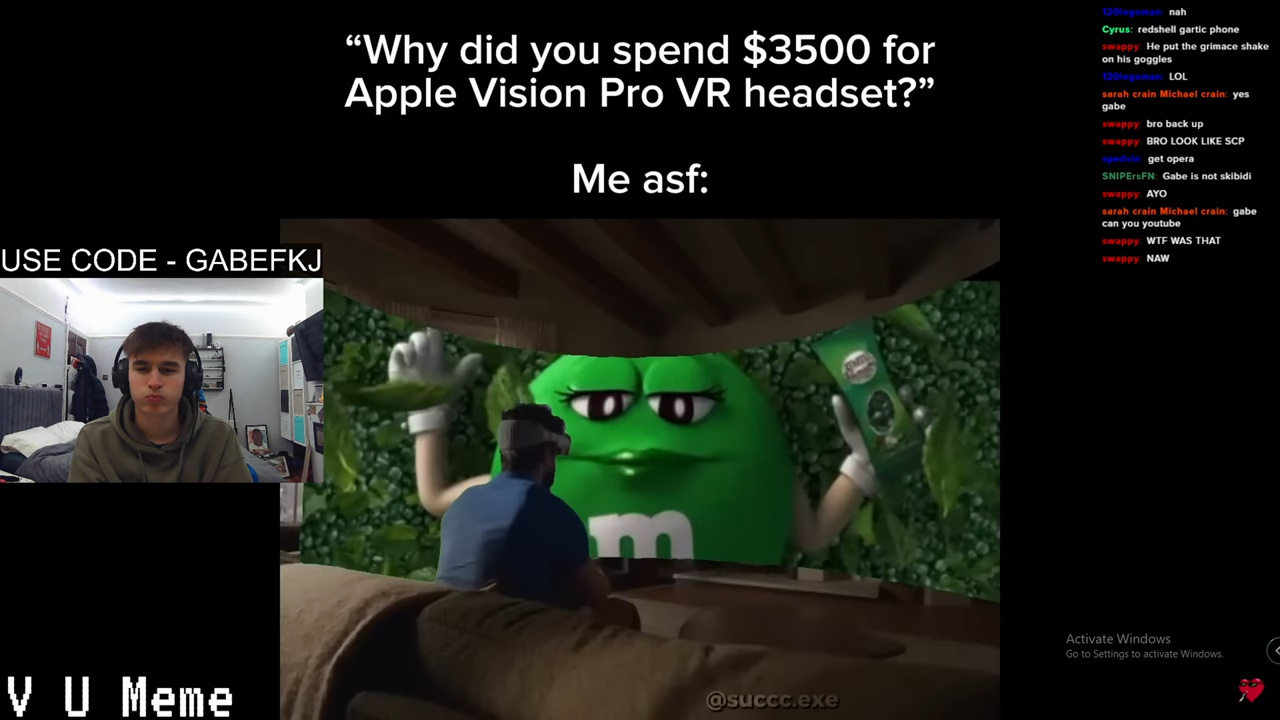 “Why did you spend $3500 for
Apple Vision Pro VR headset?”
Me asf:
USE CODE - GABEFKJ
m
@succc.exe
V U Meme
120legoman: nah
Cyrus: redshell gartic phone
swappy: He put the grimace shake
on his goggles
120legoman: LOL
sarah crain Michael crain: yes
gabe
swappy: bro back up
swappy: BRO LOOK LIKE SCP
spedvin: get opera
SNIPErsFN: Gabe is not skibidi
swappy: AYO
sarah crain Michael crain: gabe
can you youtube
swappy: WTF WAS THAT
swappy: NAW
Activate Windows
Go to Settings to activate Windows.